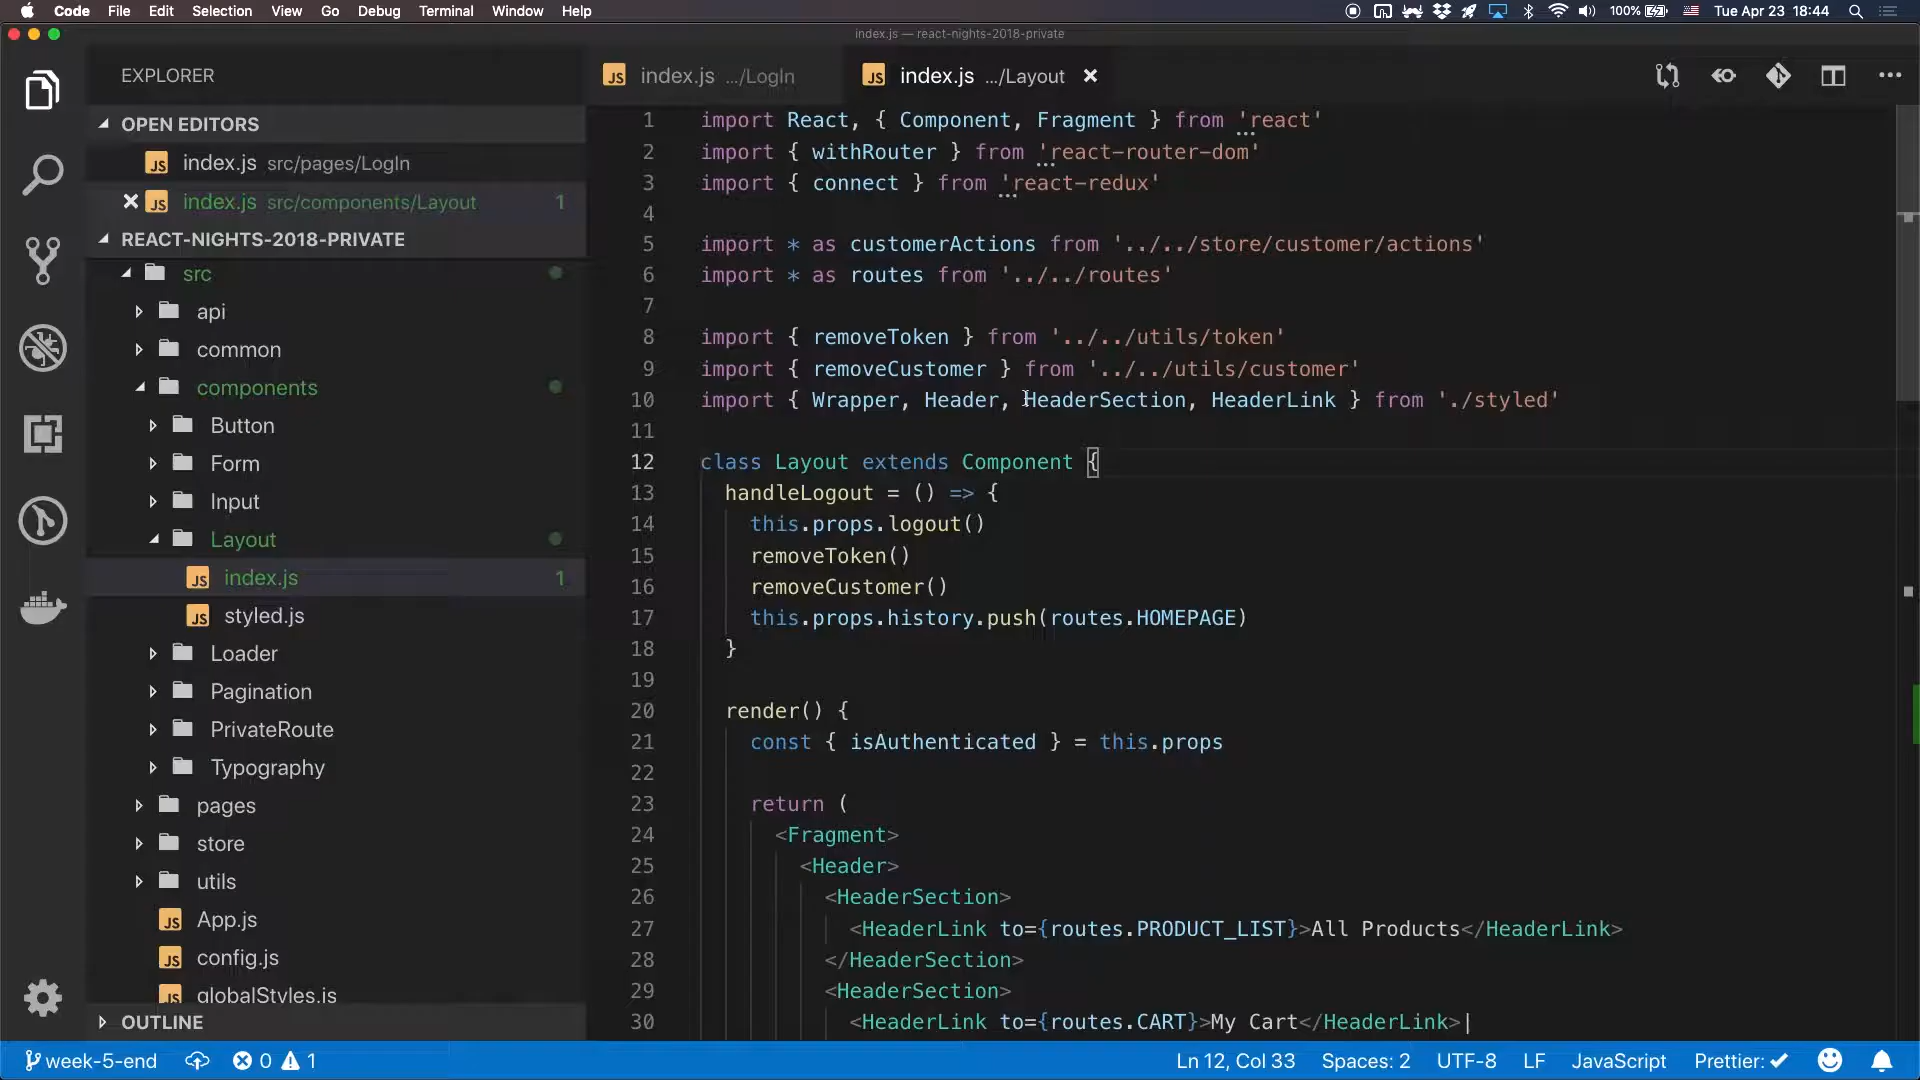 Code File Edit Selection View Go Debug Terminal Window Help 100% Tue Apr 23 18:44
index.js — react-nights-2018-private
EXPLORER
OPEN EDITORS
JS index.js src/pages/LogIn
JS index.js src/components/Layout 1
REACT-NIGHTS-2018-PRIVATE
src
api
common
components
Button
Form
Input
Layout
JS index.js 1
JS styled.js
Loader
Pagination
PrivateRoute
Typography
pages
store
utils
JS App.js
JS config.js
JS globalStyles.js
OUTLINE
JS index.js .../LogIn JS index.js .../Layout
1 import React, { Component, Fragment } from 'react'
2 import { withRouter } from 'react-router-dom'
3 import { connect } from 'react-redux'
4
5 import * as customerActions from '../../store/customer/actions'
6 import * as routes from '../../routes'
7
8 import { removeToken } from '../../utils/token'
9 import { removeCustomer } from '../../utils/customer'
10 import { Wrapper, Header, HeaderSection, HeaderLink } from './styled'
11
12 class Layout extends Component {
13 handleLogout = () => {
14 this.props.logout()
15 removeToken()
16 removeCustomer()
17 this.props.history.push(routes.HOMEPAGE)
18 }
19
20 render() {
21 const { isAuthenticated } = this.props
22
23 return (
24 <Fragment>
25 <Header>
26 <HeaderSection>
27 <HeaderLink to={routes.PRODUCT_LIST}>All Products</HeaderLink>
28 </HeaderSection>
29 <HeaderSection>
30 <HeaderLink to={routes.CART}>My Cart</HeaderLink>|
week-5-end 0 1 Ln 12, Col 33 Spaces: 2 UTF-8 LF JavaScript Prettier: ✓